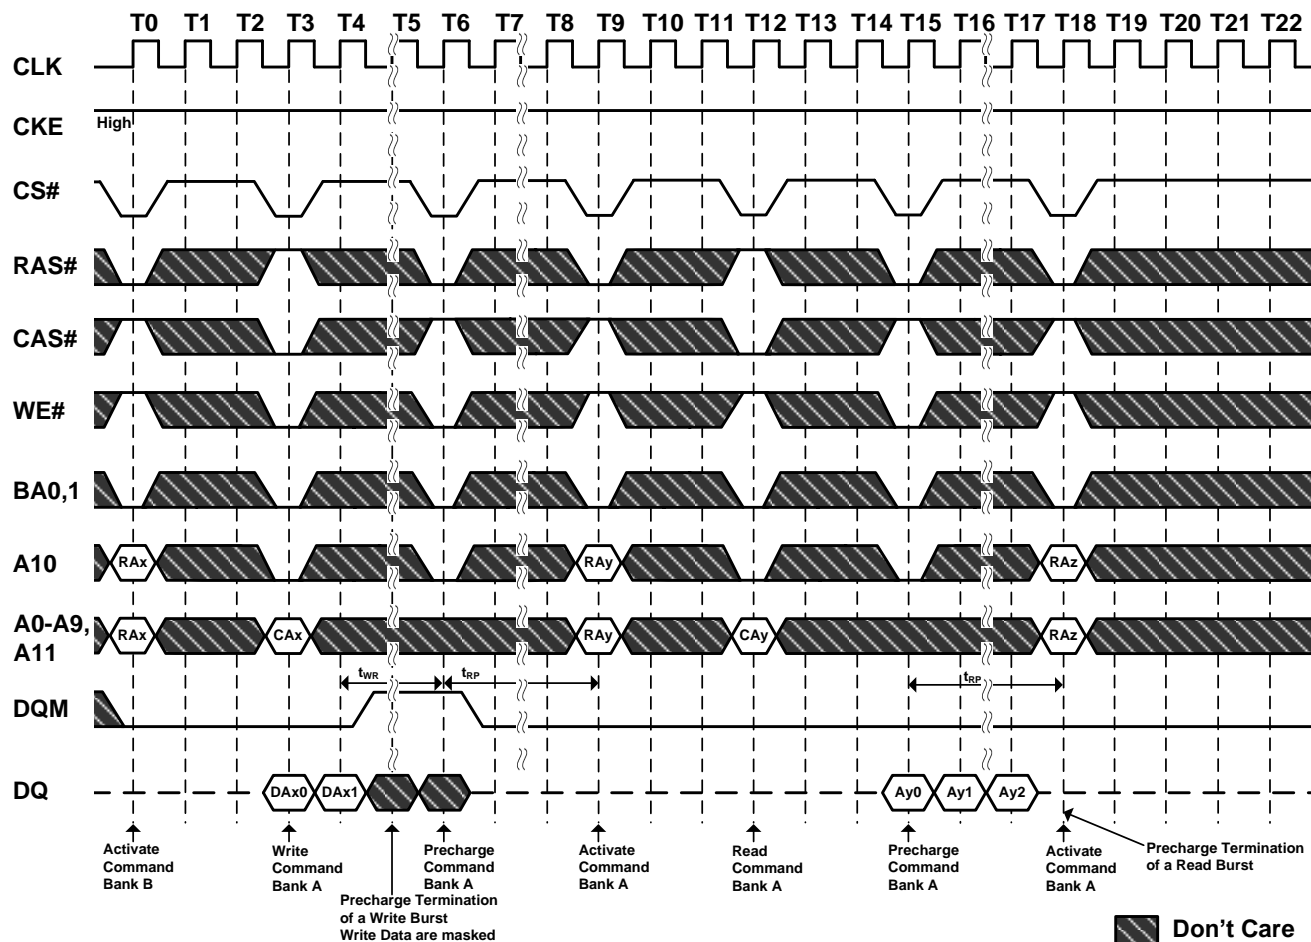 T0 T1 T2 T3 T4 T5 T6 T7 T8 T9 T10 T11 T12 T13 T14 T15 T16 T17 T18 T19 T20 T21 T22
CLK
CKE
High
CS#
RAS#
CAS#
WE#
BA0,1
A10
RAx
RAy
RAz
A0-A9,
A11
RAx
CAx
RAy
CAy
RAz
tWR
tRP
tRP
DQM
DQ
DAx0
DAx1
Ay0
Ay1
Ay2
Activate
Command
Bank B
Write
Command
Bank A
Precharge Termination
of a Write Burst
Write Data are masked
Precharge
Command
Bank A
Activate
Command
Bank A
Read
Command
Bank A
Precharge
Command
Bank A
Activate
Command
Bank A
Precharge Termination
of a Read Burst
Don't Care